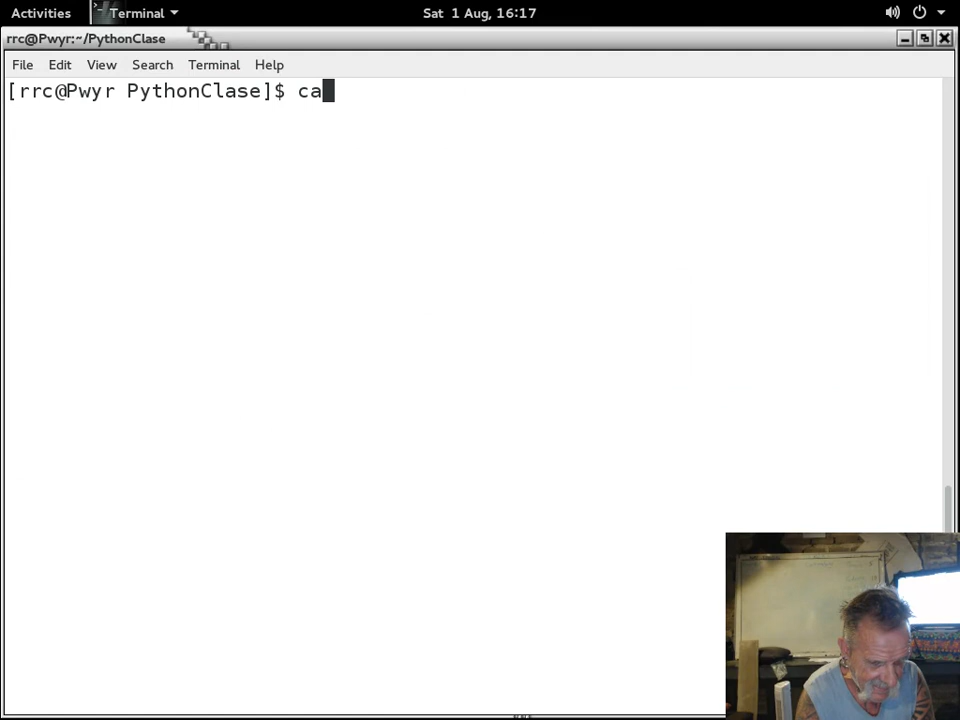 Activities Terminal Sat 1 Aug, 16:17
rrc@Pwyr:~/PythonClase
File Edit View Search Terminal Help
[rrc@Pwyr PythonClase]$ ca